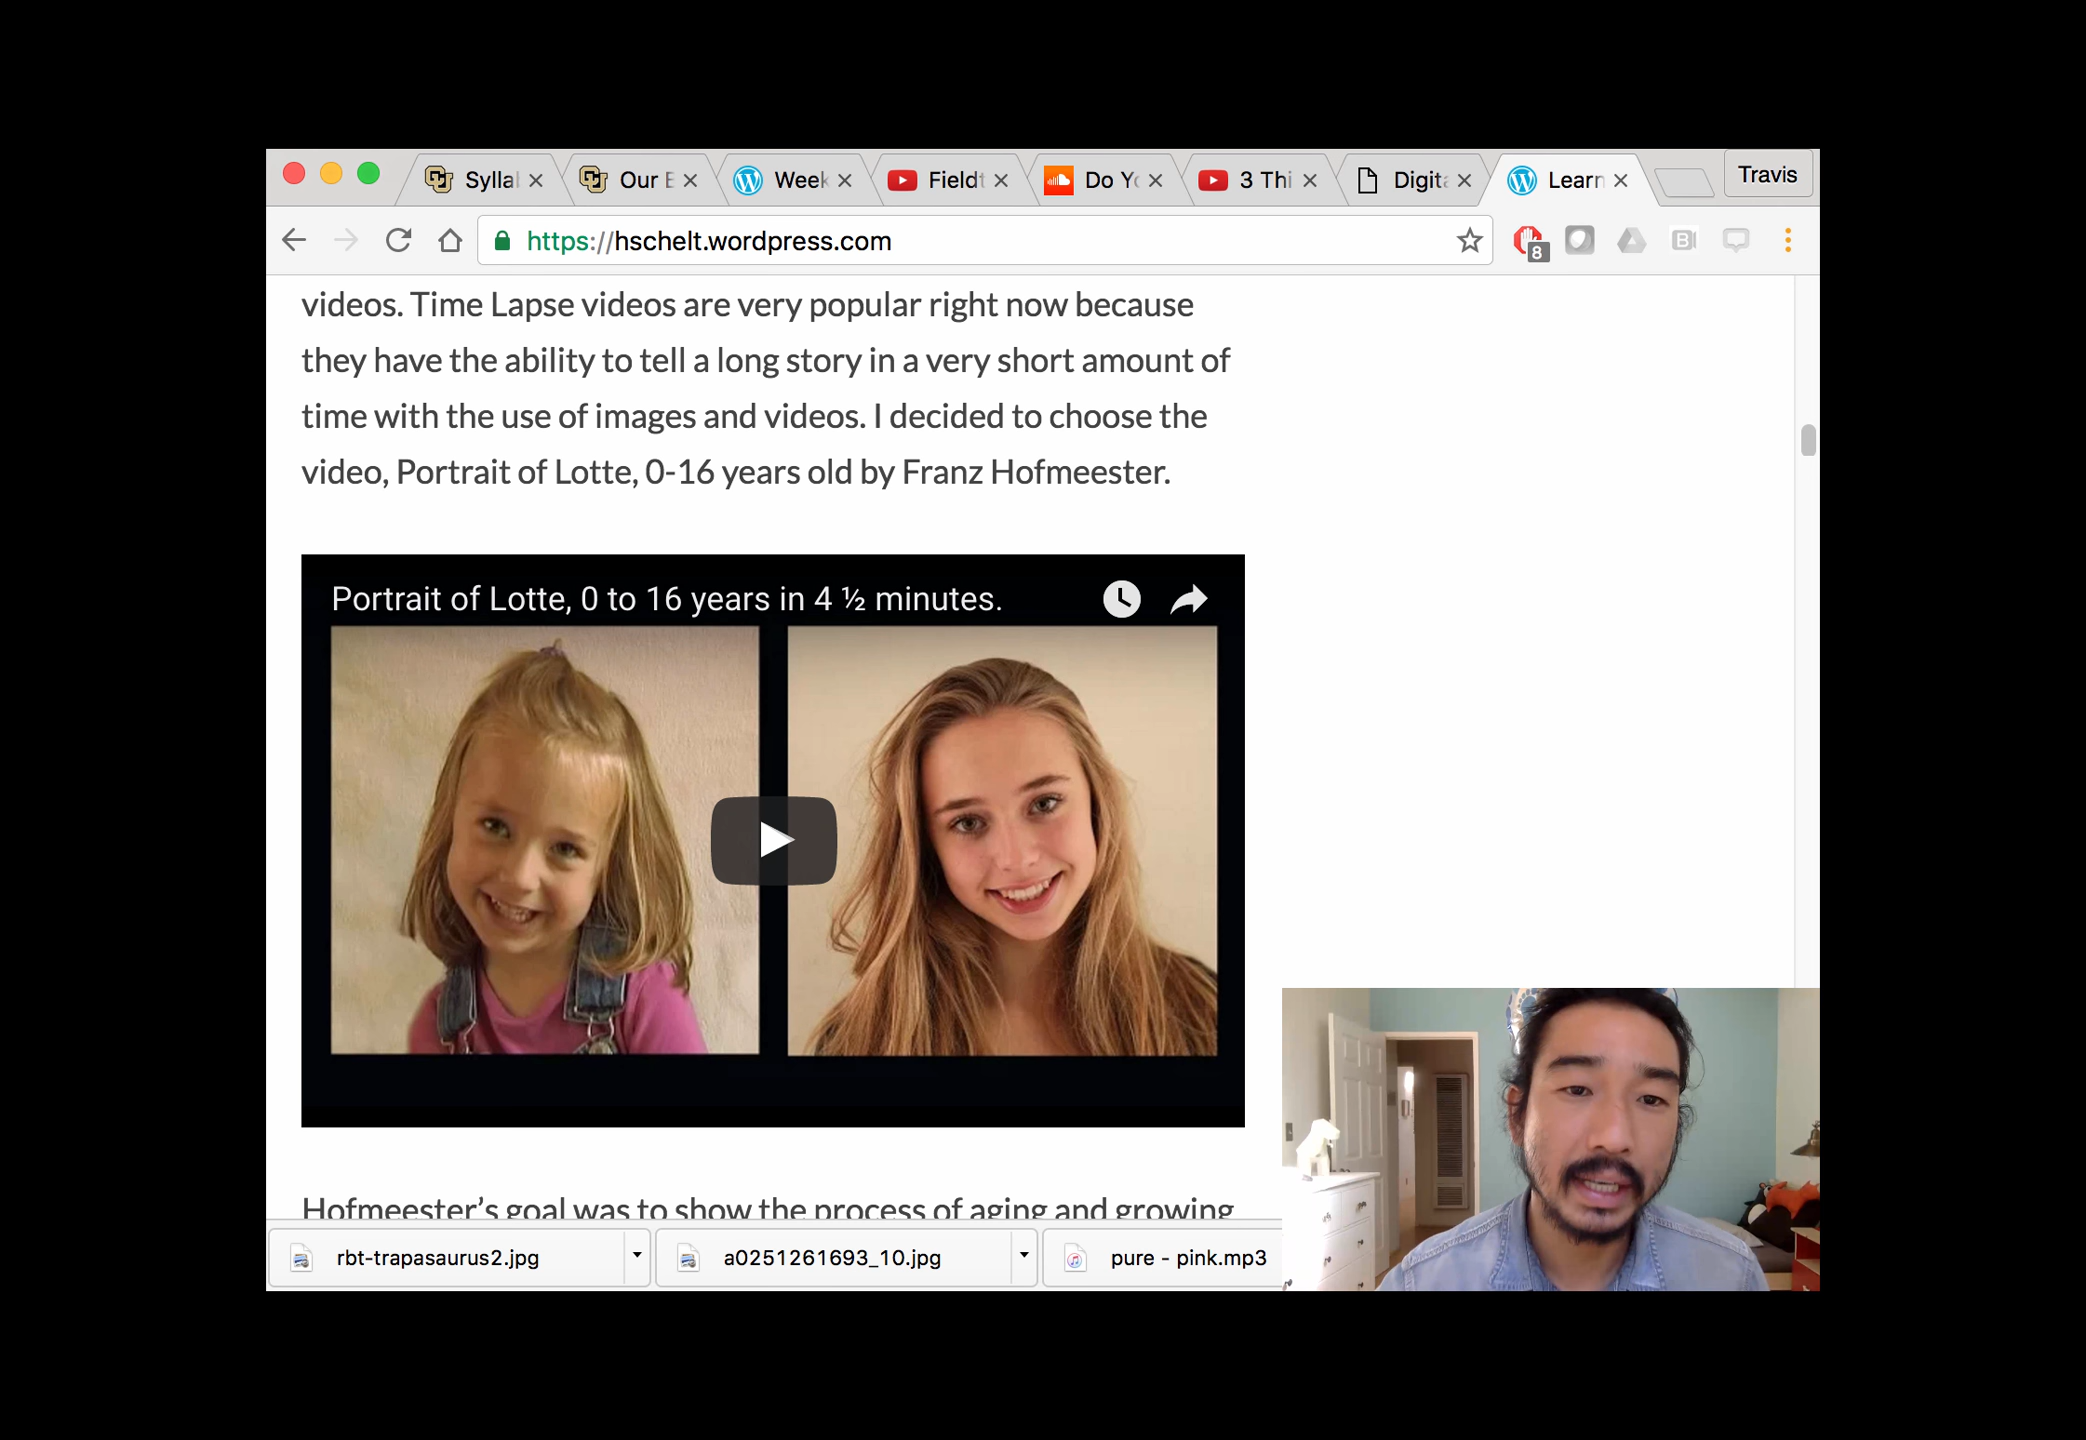 Sylla
Our E
Week
Fieldt
Do Yo
3 Thi
Digita
Learn
Travis
https://hschelt.wordpress.com
8
videos. Time Lapse videos are very popular right now because
they have the ability to tell a long story in a very short amount of
time with the use of images and videos. I decided to choose the
video, Portrait of Lotte, 0-16 years old by Franz Hofmeester.
Portrait of Lotte, 0 to 16 years in 4 ½ minutes.
Hofmeester's goal was to show the process of aging and growing
rbt-trapasaurus2.jpg
a0251261693_10.jpg
pure - pink.mp3